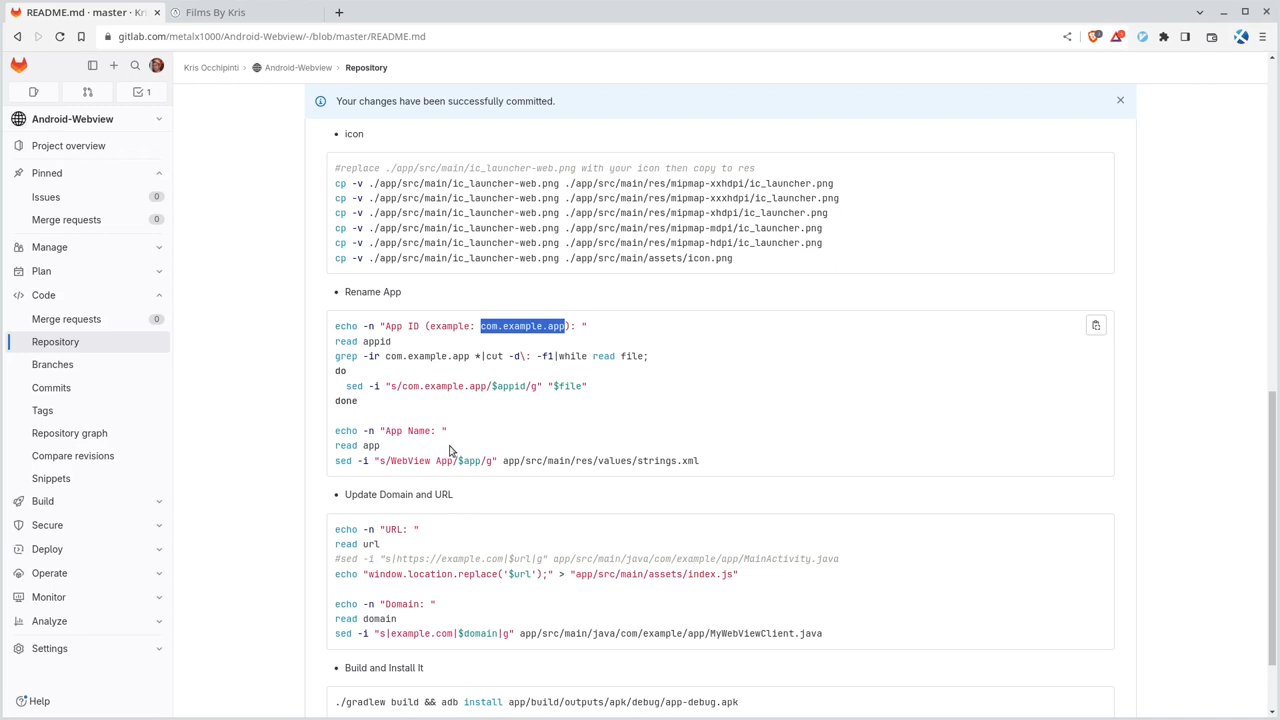 README.md · master · Kri
Films By Kris
gitlab.com/metalx1000/Android-Webview/-/blob/master/README.md
1
Kris Occhipinti
Android-Webview
Repository
Android-Webview
Project overview
Pinned
Issues 0
Merge requests 0
Manage
Plan
Code
Merge requests 0
Repository
Branches
Commits
Tags
Repository graph
Compare revisions
Snippets
Build
Secure
Deploy
Operate
Monitor
Analyze
Settings
Help
Your changes have been successfully committed.
• icon
#replace ./app/src/main/ic_launcher-web.png with your icon then copy to res
cp -v ./app/src/main/ic_launcher-web.png ./app/src/main/res/mipmap-xxhdpi/ic_launcher.png
cp -v ./app/src/main/ic_launcher-web.png ./app/src/main/res/mipmap-xxxhdpi/ic_launcher.png
cp -v ./app/src/main/ic_launcher-web.png ./app/src/main/res/mipmap-xhdpi/ic_launcher.png
cp -v ./app/src/main/ic_launcher-web.png ./app/src/main/res/mipmap-mdpi/ic_launcher.png
cp -v ./app/src/main/ic_launcher-web.png ./app/src/main/res/mipmap-hdpi/ic_launcher.png
cp -v ./app/src/main/ic_launcher-web.png ./app/src/main/assets/icon.png
• Rename App
echo -n "App ID (example: com.example.app): "
read appid
grep -ir com.example.app *|cut -d\: -f1|while read file;
do
  sed -i "s/com.example.app/$appid/g" "$file"
done
echo -n "App Name: "
read app
sed -i "s/WebView App/$app/g" app/src/main/res/values/strings.xml
• Update Domain and URL
echo -n "URL: "
read url
#sed -i "s|https://example.com|$url|g" app/src/main/java/com/example/app/MainActivity.java
echo "window.location.replace('$url');" > "app/src/main/assets/index.js"
echo -n "Domain: "
read domain
sed -i "s|example.com|$domain|g" app/src/main/java/com/example/app/MyWebViewClient.java
• Build and Install It
./gradlew build && adb install app/build/outputs/apk/debug/app-debug.apk